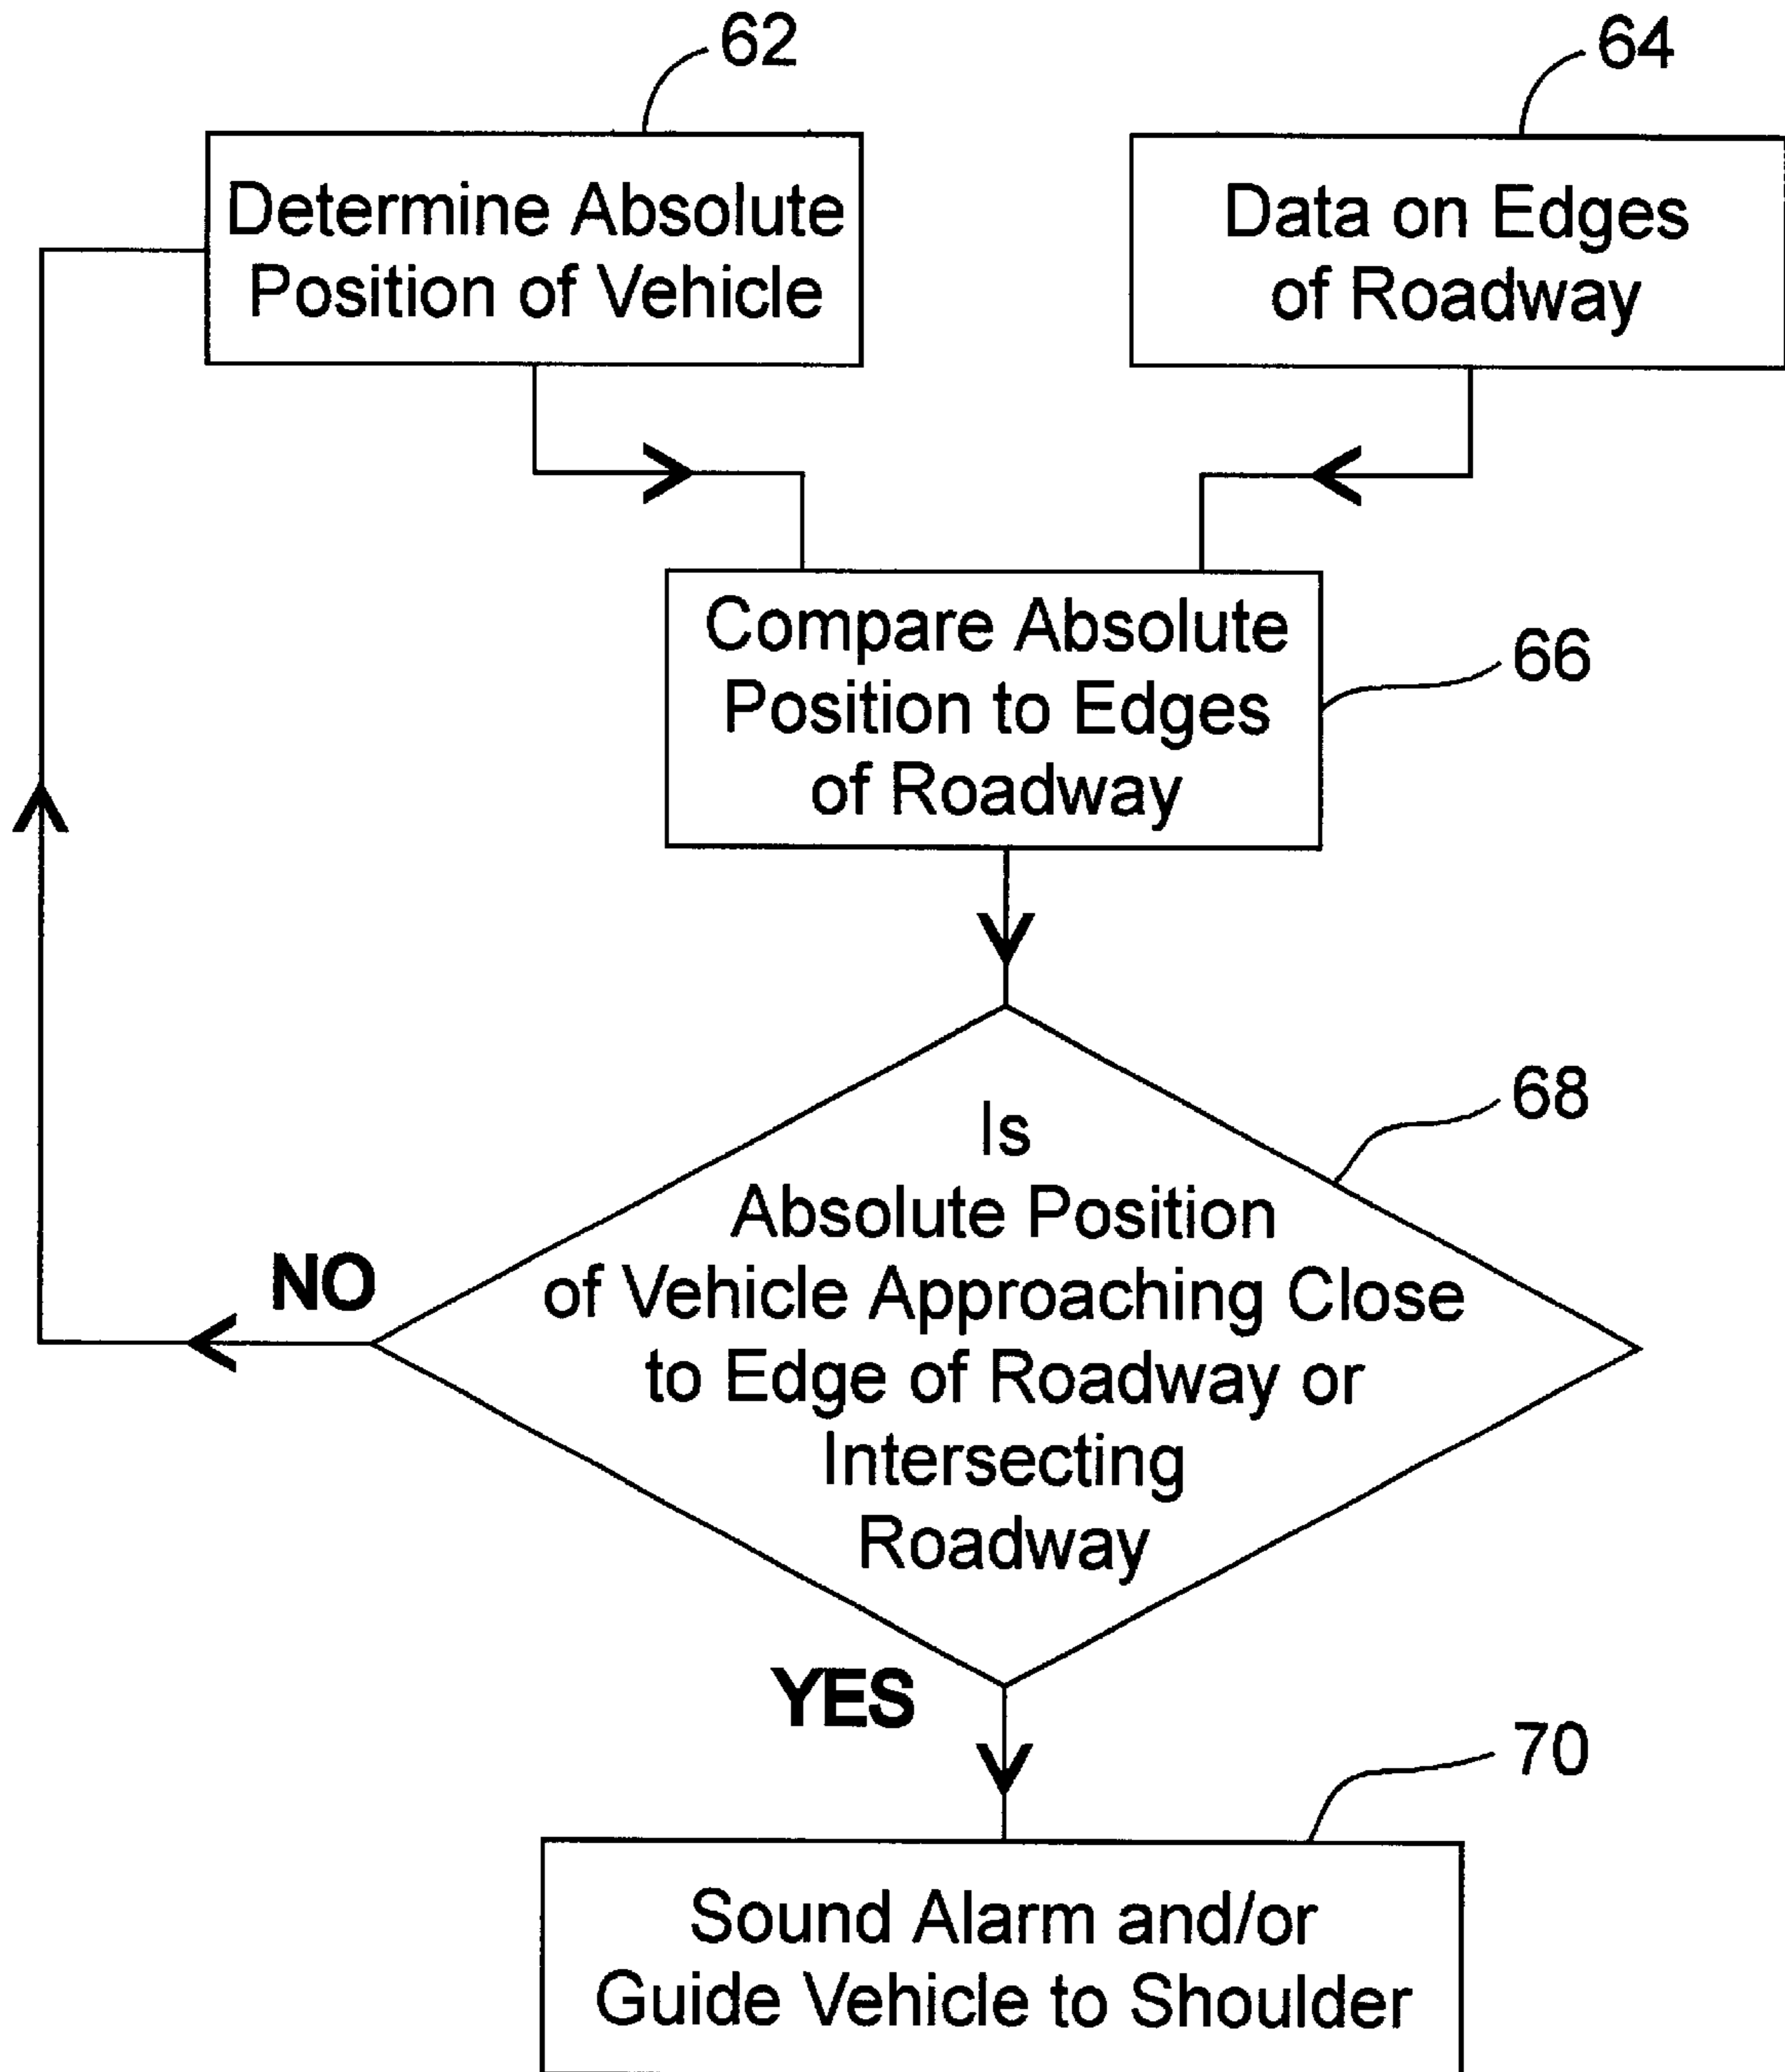 62
64
Determine Absolute
Position of Vehicle
Data on Edges
of Roadway
Compare Absolute
Position to Edges
of Roadway
66
68
Is
Absolute Position
of Vehicle Approaching Close
to Edge of Roadway or
Intersecting
Roadway
NO
YES
70
Sound Alarm and/or
Guide Vehicle to Shoulder